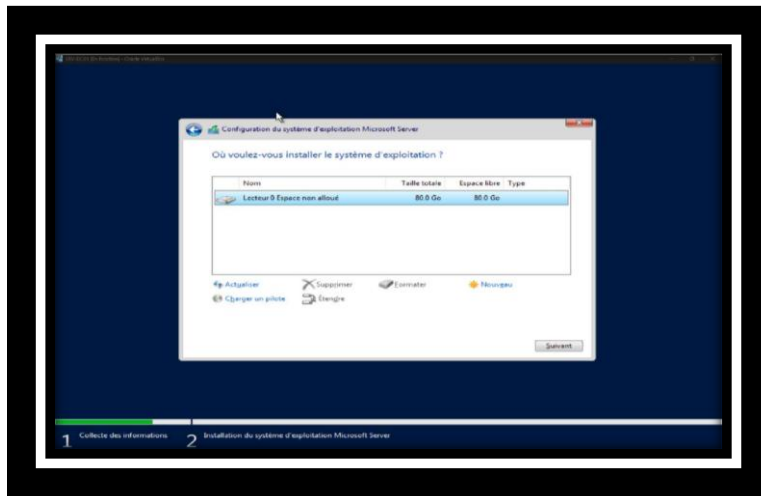 Configuration du système d'exploitation Microsoft Server
Où voulez-vous installer le système d'exploitation ?
Nom Taille totale Espace libre Type
Lecteur 0 Espace non alloué 80.0 Go 80.0 Go
Actualiser Supprimer Formater Nouveau
Charger un pilote Étendre
Suivant
1 Collecte des informations 2 Installation du système d'exploitation Microsoft Server